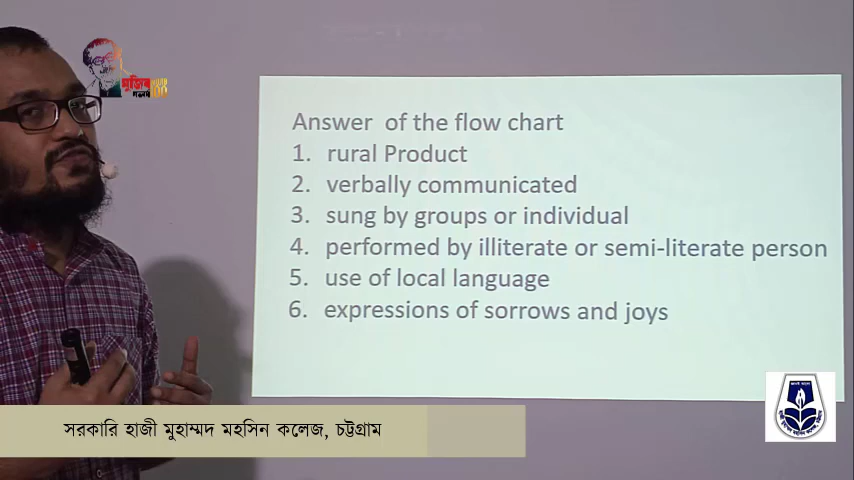 মুজিব
শতবর্ষ
100
Answer of the flow chart
1. rural Product
2. verbally communicated
3. sung by groups or individual
4. performed by illiterate or semi-literate person
5. use of local language
6. expressions of sorrows and joys
সরকারি হাজী মুহাম্মদ মহসিন কলেজ, চট্টগ্রাম